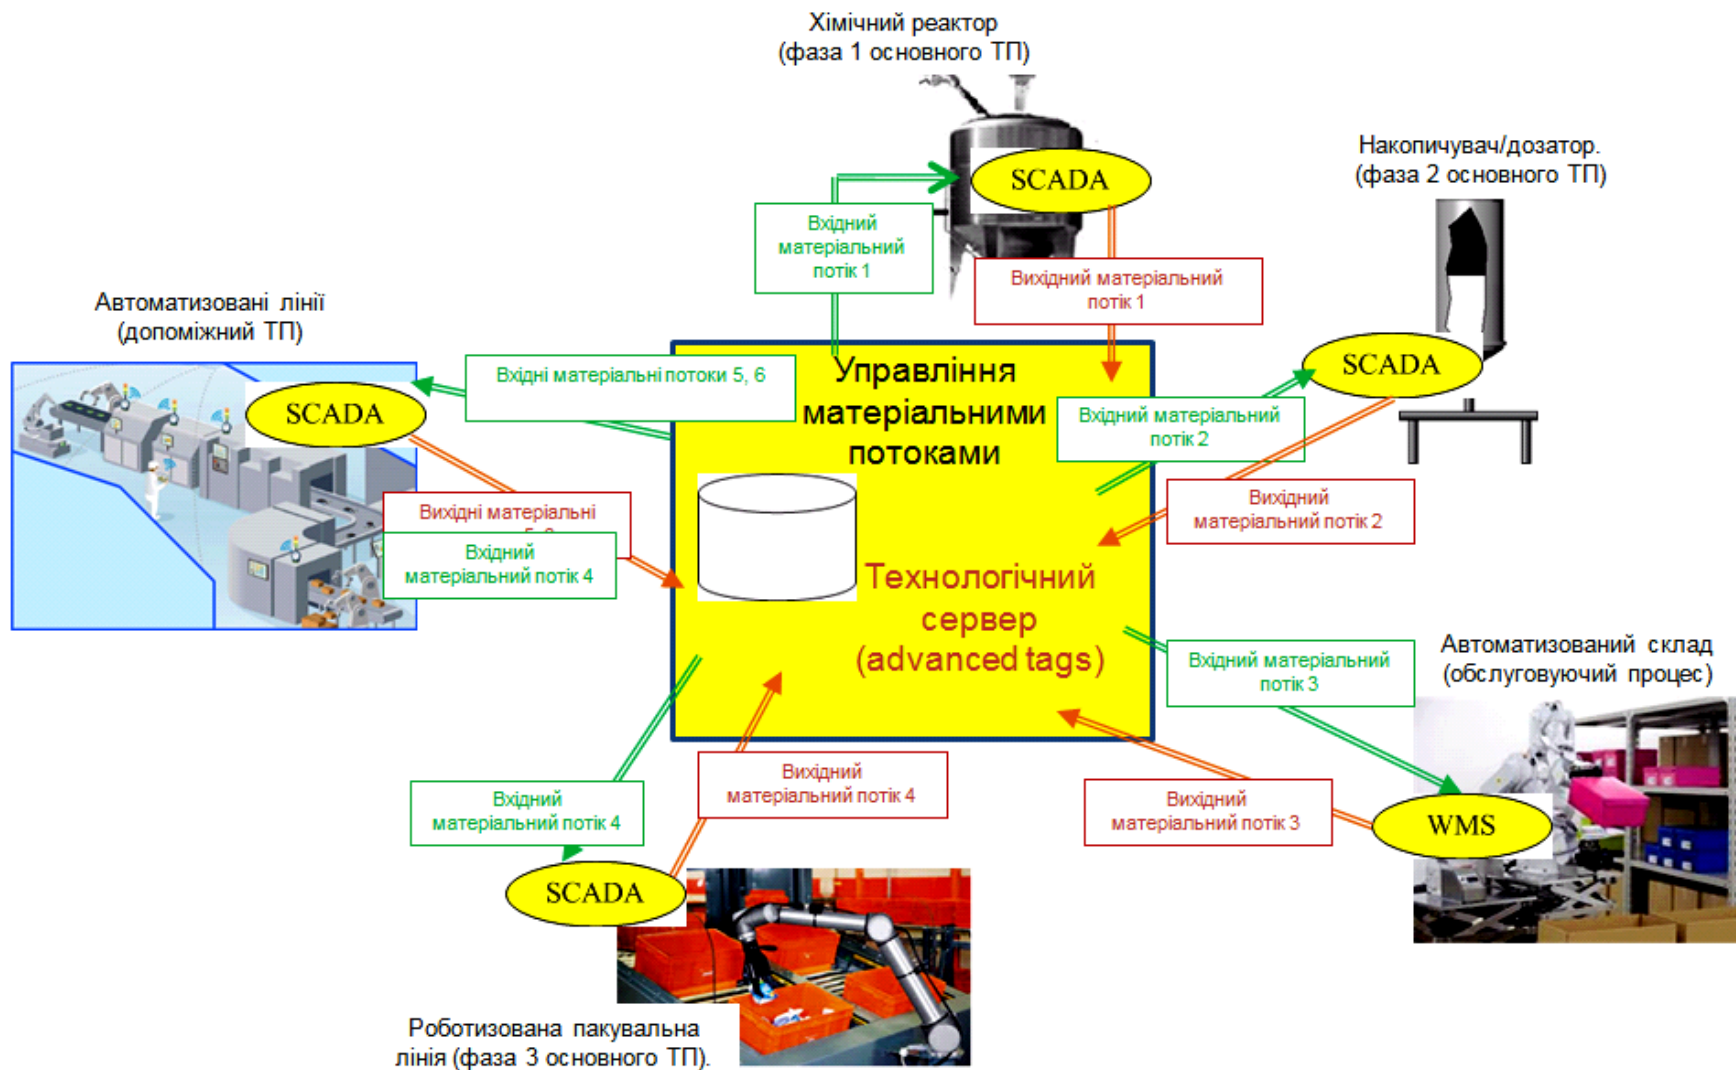 Хімічний реактор
(фаза 1 основного ТП)
Накопичувач/дозатор.
(фаза 2 основного ТП)
SCADA
Вхідний
матеріальний
потік 1
Вихідний матеріальний
потік 1
Автоматизовані лінії
(допоміжний ТП)
SCADA
Вхідні матеріальні потоки 5, 6
Управління
матеріальними
потоками
SCADA
Вхідний матеріальний
потік 2
Вихідні матеріальні
Вхідний
матеріальний потік 4
Вихідний
матеріальний потік 2
Технологічний
сервер
(advanced tags)
Автоматизований склад
(обслуговуючий процес)
Вхідний матеріальний
потік 3
Вихідний
матеріальний потік 4
Вхідний
матеріальний потік 4
Вихідний
матеріальний потік 3
WMS
SCADA
Роботизована пакувальна
лінія (фаза 3 основного ТП).